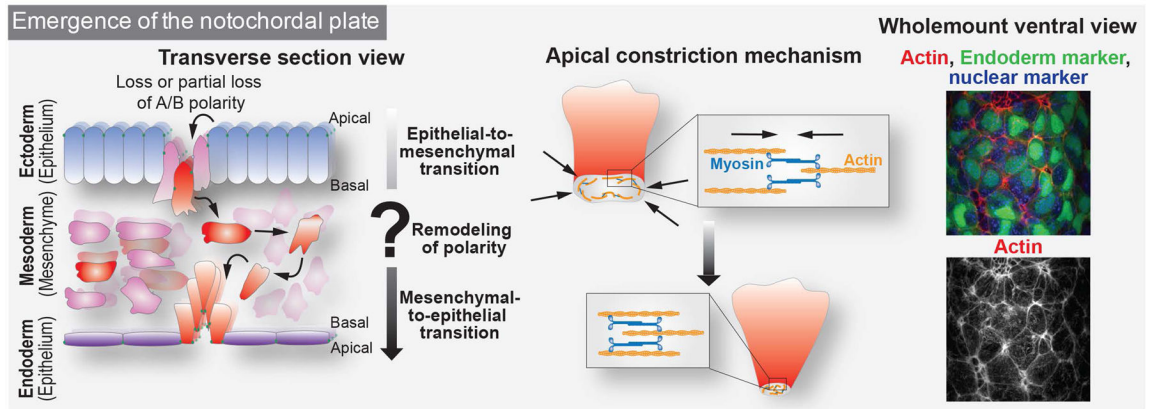 Emergence of the notochordal plate
Transverse section view
Loss or partial loss
of A/B polarity
Ectoderm
(Epithelium)
Apical
Basal
Mesoderm
(Mesenchyme)
Endoderm
(Epithelium)
Basal
Apical
Epithelial-to-
mesenchymal
transition
?
Remodeling
of polarity
Mesenchymal-
to-epithelial
transition
Apical constriction mechanism
Myosin
Actin
Wholemount ventral view
Actin, Endoderm marker,
nuclear marker
Actin